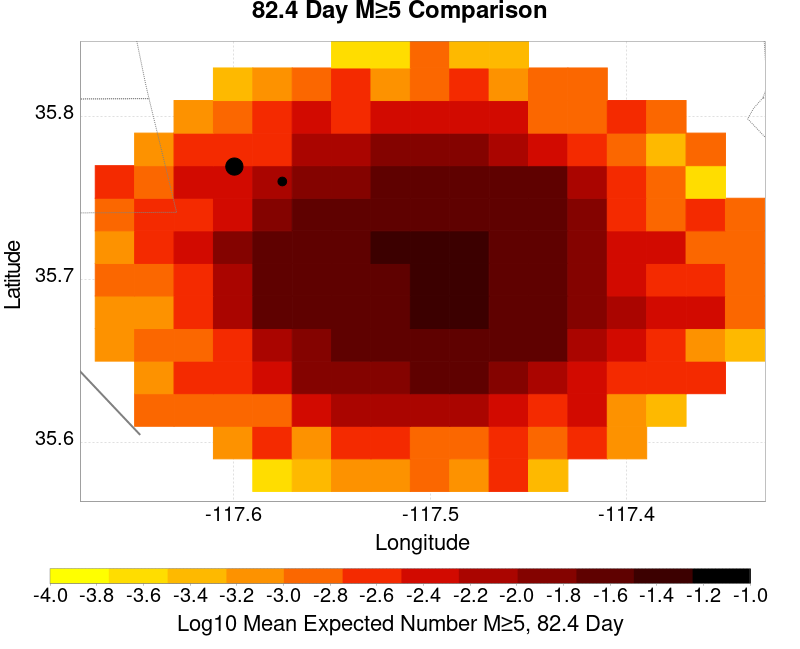 82.4 Day M≥5 Comparison
35.8
35.7
35.6
Latitude
-117.6 -117.5 -117.4
Longitude
-4.0 -3.8 -3.6 -3.4 -3.2 -3.0 -2.8 -2.6 -2.4 -2.2 -2.0 -1.8 -1.6 -1.4 -1.2 -1.0
Log10 Mean Expected Number M≥5, 82.4 Day